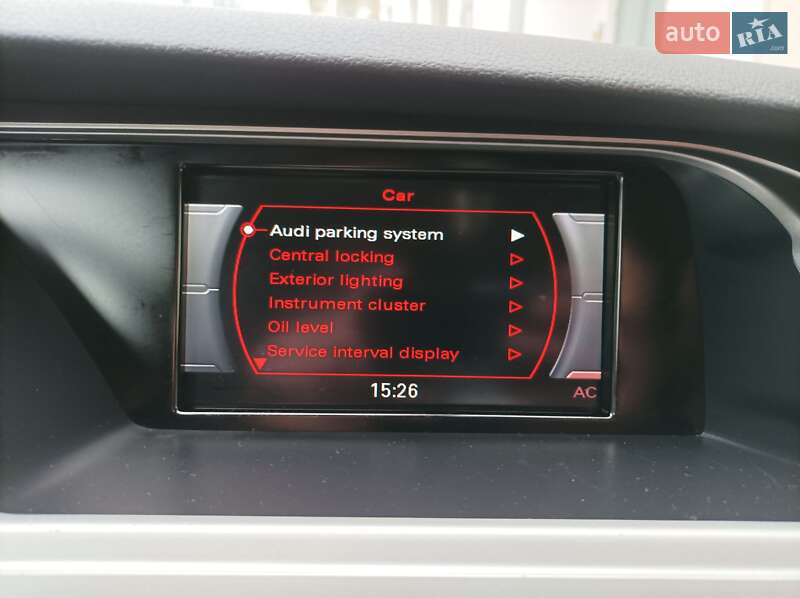 auto RIA.com
Car
Audi parking system
Central locking
Exterior lighting
Instrument cluster
Oil level
Service interval display
15:26
AC